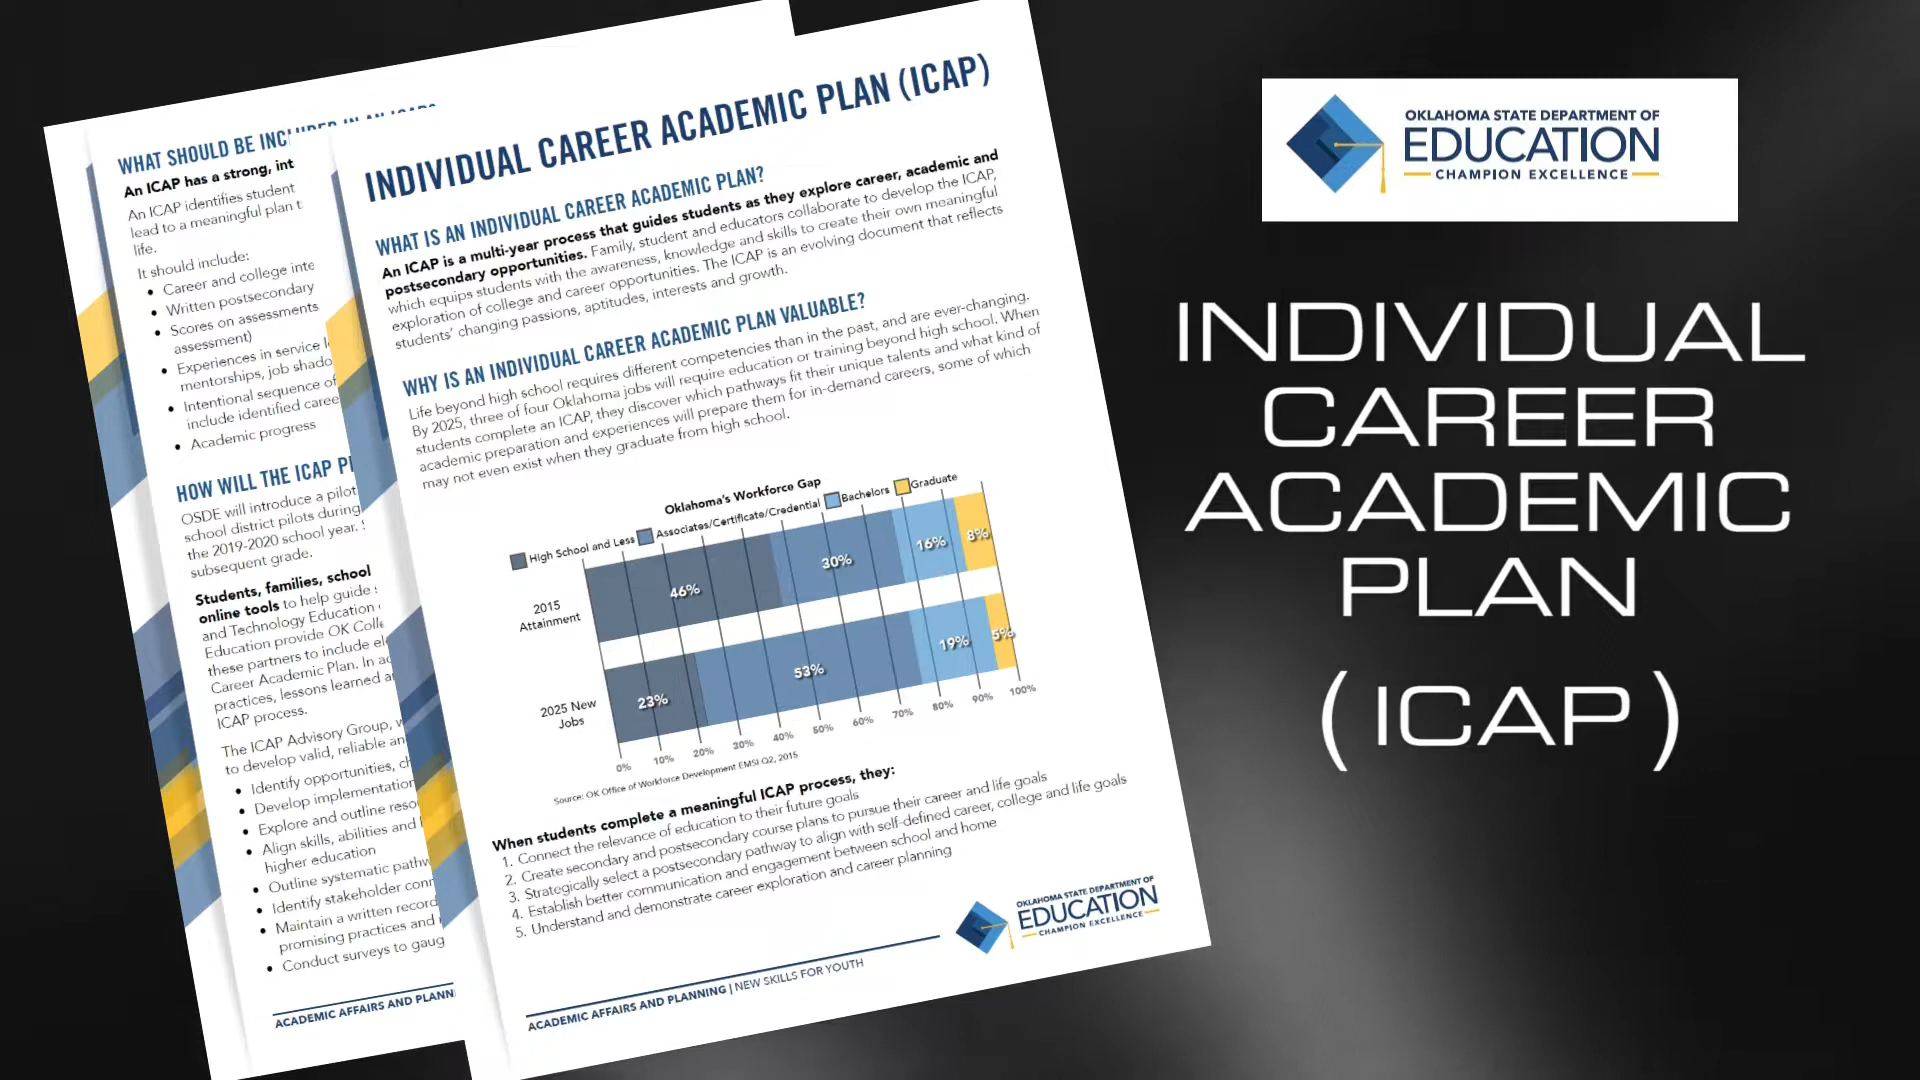 WHAT SHOULD BE INCLUDED IN AN ICAP?
An ICAP has a strong, int
An ICAP identifies student
lead to a meaningful plan t
life.
It should include:
• Career and college inte
• Written postsecondary
• Scores on assessments
assessment)
• Experiences in service l
mentorships, job shado
• Intentional sequence of
include identified caree
• Academic progress
HOW WILL THE ICAP P
OSDE will introduce a pilot
school district pilots during
the 2019-2020 school year.
subsequent grade.
Students, families, school
online tools to help guide
and Technology Education
Education provide OK Colle
these partners to include ele
Career Academic Plan. In ad
practices, lessons learned a
ICAP process.
The ICAP Advisory Group, w
to develop valid, reliable an
• Identify opportunities, ch
• Develop implementation
• Explore and outline reso
• Align skills, abilities and
higher education
• Outline systematic pathw
• Identify stakeholder conn
• Maintain a written record
promising practices and
• Conduct surveys to gaug
ACADEMIC AFFAIRS AND PLANN
INDIVIDUAL CAREER ACADEMIC PLAN (ICAP)
WHAT IS AN INDIVIDUAL CAREER ACADEMIC PLAN?
An ICAP is a multi-year process that guides students as they explore career, academic and
postsecondary opportunities. Family, student and educators collaborate to develop the ICAP,
which equips students with the awareness, knowledge and skills to create their own meaningful
exploration of college and career opportunities. The ICAP is an evolving document that reflects
students' changing passions, aptitudes, interests and growth.
WHY IS AN INDIVIDUAL CAREER ACADEMIC PLAN VALUABLE?
Life beyond high school requires different competencies than in the past, and are ever-changing.
By 2025, three of four Oklahoma jobs will require education or training beyond high school. When
students complete an ICAP, they discover which pathways fit their unique talents and what kind of
academic preparation and experiences will prepare them for in-demand careers, some of which
may not even exist when they graduate from high school.
Oklahoma's Workforce Gap
High School and Less Associates/Certificate/Credential Bachelors Graduate
2015
Attainment
46% 30% 16% 8%
2025 New
Jobs
23% 53% 19% 5%
0% 10% 20% 30% 40% 50% 60% 70% 80% 90% 100%
Source: OK Office of Workforce Development EMSI Q2, 2015
When students complete a meaningful ICAP process, they:
1. Connect the relevance of education to their future goals
2. Create secondary and postsecondary course plans to pursue their career and life goals
3. Strategically select a postsecondary pathway to align with self-defined career, college and life goals
4. Establish better communication and engagement between school and home
5. Understand and demonstrate career exploration and career planning
OKLAHOMA STATE DEPARTMENT OF
EDUCATION
CHAMPION EXCELLENCE
ACADEMIC AFFAIRS AND PLANNING | NEW SKILLS FOR YOUTH
OKLAHOMA STATE DEPARTMENT OF
EDUCATION
CHAMPION EXCELLENCE
INDIVIDUAL
CAREER
ACADEMIC
PLAN
(ICAP)